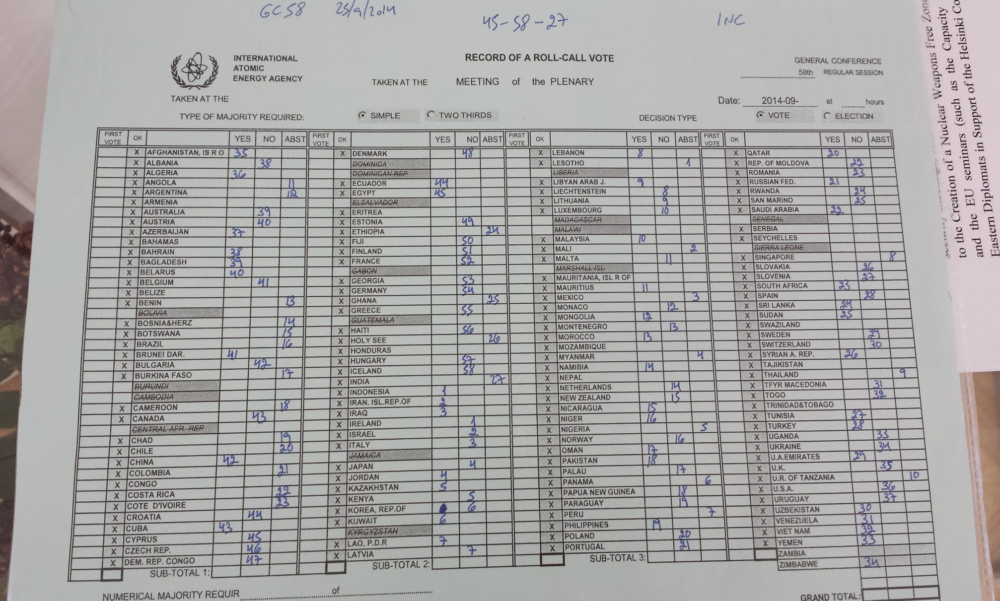 GC58 25/9/2014 45-58-27 INC
INTERNATIONAL
ATOMIC
ENERGY AGENCY
RECORD OF A ROLL-CALL VOTE
GENERAL CONFERENCE
58th REGULAR SESSION
TAKEN AT THE MEETING of the PLENARY
TAKEN AT THE
Date: 2014-09- at hours
TYPE OF MAJORITY REQUIRED: SIMPLE TWO THIRDS DECISION TYPE VOTE ELECTION
FIRST VOTE OK YES NO ABST FIRST VOTE OK YES NO ABST FIRST VOTE OK YES NO ABST FIRST VOTE OK YES NO ABST
X AFGHANISTAN, IS R O 35
X ALBANIA 38
X ALGERIA 36
X ANGOLA 11
X ARGENTINA 12
X ARMENIA
X AUSTRALIA 39
X AUSTRIA 40
X AZERBAIJAN 37
X BAHAMAS
X BAHRAIN 38
X BAGLADESH 39
X BELARUS 40
X BELGIUM 41
X BELIZE
X BENIN 13
BOLIVIA
X BOSNIA&HERZ 14
X BOTSWANA 15
X BRAZIL 16
X BRUNEI DAR. 41
X BULGARIA 42
X BURKINA FASO 17
BURUNDI
CAMBODIA
X CAMEROON 18
X CANADA 43
CENTRAL AFR. REP
X CHAD 19
X CHILE 20
X CHINA 42
X COLOMBIA 21
X CONGO
X COSTA RICA 22
X COTE D'IVOIRE 23
X CROATIA 44
X CUBA 43
X CYPRUS 45
X CZECH REP. 46
X DEM. REP. CONGO 47
SUB-TOTAL 1:
X DENMARK 48
DOMINICA
DOMINICAN REP
X ECUADOR 44
X EGYPT 45
ELSALVADOR
X ERITREA
X ESTONIA 49
X ETHIOPIA 24
X FIJI 50
X FINLAND 51
X FRANCE 52
GABON
X GEORGIA 53
X GERMANY 54
X GHANA 25
X GREECE 55
GUATEMALA
X HAITI 56
X HOLY SEE 26
X HONDURAS
X HUNGARY 57
X ICELAND 58
X INDIA 27
X INDONESIA 1
X IRAN. ISL.REP.OF 2
X IRAQ 3
X IRELAND 1
X ISRAEL 2
X ITALY 3
JAMAICA
X JAPAN 4
X JORDAN 4
X KAZAKHSTAN 5
X KENYA 5
X KOREA, REP.OF 6
X KUWAIT 6
KYRGYZSTAN
X LAO, P.D.R 7
X LATVIA 7
SUB-TOTAL 2:
X LEBANON 8
X LESOTHO 1
LIBERIA
X LIBYAN ARAB J. 9
X LIECHTENSTEIN 8
X LITHUANIA 9
X LUXEMBOURG 10
MADAGASCAR
MALAWI
X MALAYSIA 10
X MALI 2
X MALTA 11
MARSHALL ISL
X MAURITANIA, ISL R OF
X MAURITIUS 11
X MEXICO 3
X MONACO 12
X MONGOLIA 12
X MONTENEGRO 13
X MOROCCO 13
X MOZAMBIQUE
X MYANMAR 4
X NAMIBIA 14
X NEPAL
X NETHERLANDS 14
X NEW ZEALAND 15
X NICARAGUA 15
X NIGER 16
X NIGERIA 5
X NORWAY 16
X OMAN 17
X PAKISTAN 18
X PALAU 17
X PANAMA 6
X PAPUA NEW GUINEA 18
X PARAGUAY 19
X PERU 7
X PHILIPPINES 19
X POLAND 20
X PORTUGAL 21
SUB-TOTAL 3:
X QATAR 20
X REP. OF MOLDOVA 22
X ROMANIA 23
X RUSSIAN FED. 21
X RWANDA 24
X SAN MARINO 25
X SAUDI ARABIA 22
SENEGAL
X SERBIA
X SEYCHELLES
SIERRA LEONE
X SINGAPORE 8
X SLOVAKIA 26
X SLOVENIA 27
X SOUTH AFRICA 23
X SPAIN 28
X SRI LANKA 24
X SUDAN 25
X SWAZILAND
X SWEDEN 29
X SWITZERLAND 30
X SYRIAN A. REP. 26
X TAJIKISTAN
X THAILAND 9
X TFYR MACEDONIA 31
X TOGO 32
X TRINIDAD&TOBAGO
X TUNISIA 27
X TURKEY 28
X UGANDA 33
X UKRAINE 34
X U.A.EMIRATES 29
X U.K. 35
X U.R. OF TANZANIA 10
X U.S.A. 36
X URUGUAY 37
X UZBEKISTAN 30
X VENEZUELA 31
X VIET NAM 32
X YEMEN 33
ZAMBIA
ZIMBABWE 34
GRAND TOTAL:
NUMERICAL MAJORITY REQUIR of
to the Creation of a Nuclear Weapons Free Zone
and the EU seminars (such as the Capacity
Eastern Diplomats in Support of the Helsinki Co